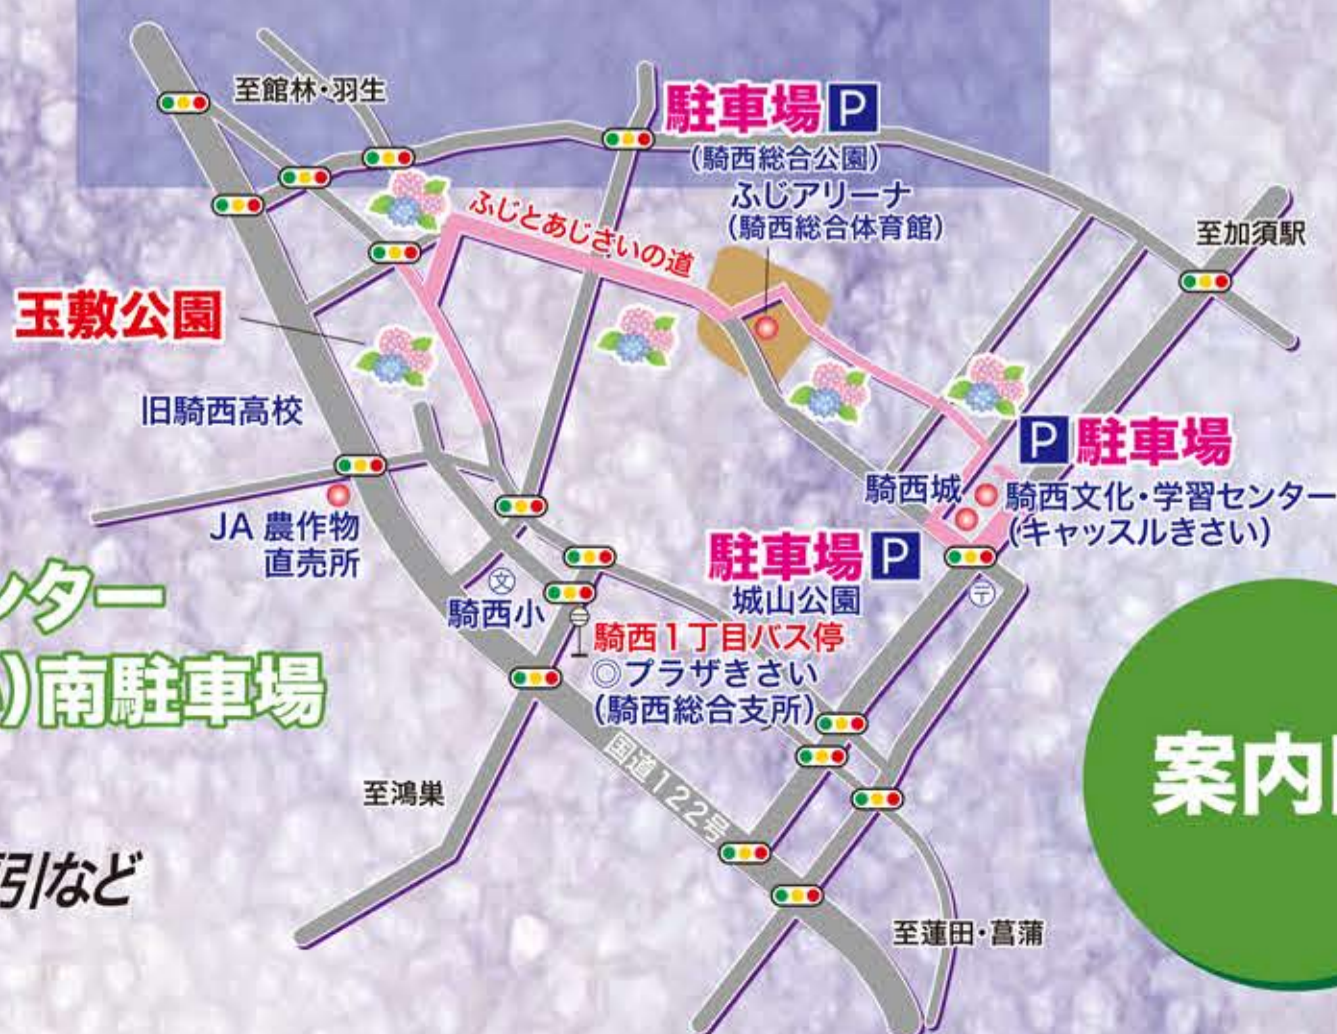 至館林・羽生
駐車場 P
(騎西総合公園)
ふじアリーナ
(騎西総合体育館)
ふじとあじさいの道
至加須駅
玉敷公園
旧騎西高校
P 駐車場
騎西城
騎西文化・学習センター
(キャッスルきさい)
JA 農作物
直売所
駐車場 P
城山公園
〒
文
騎西小
騎西1丁目バス停
◎プラザきさい
(騎西総合支所)
ンター
)南駐車場
国道122号
至鴻巣
案内
引など
至蓮田・菖蒲